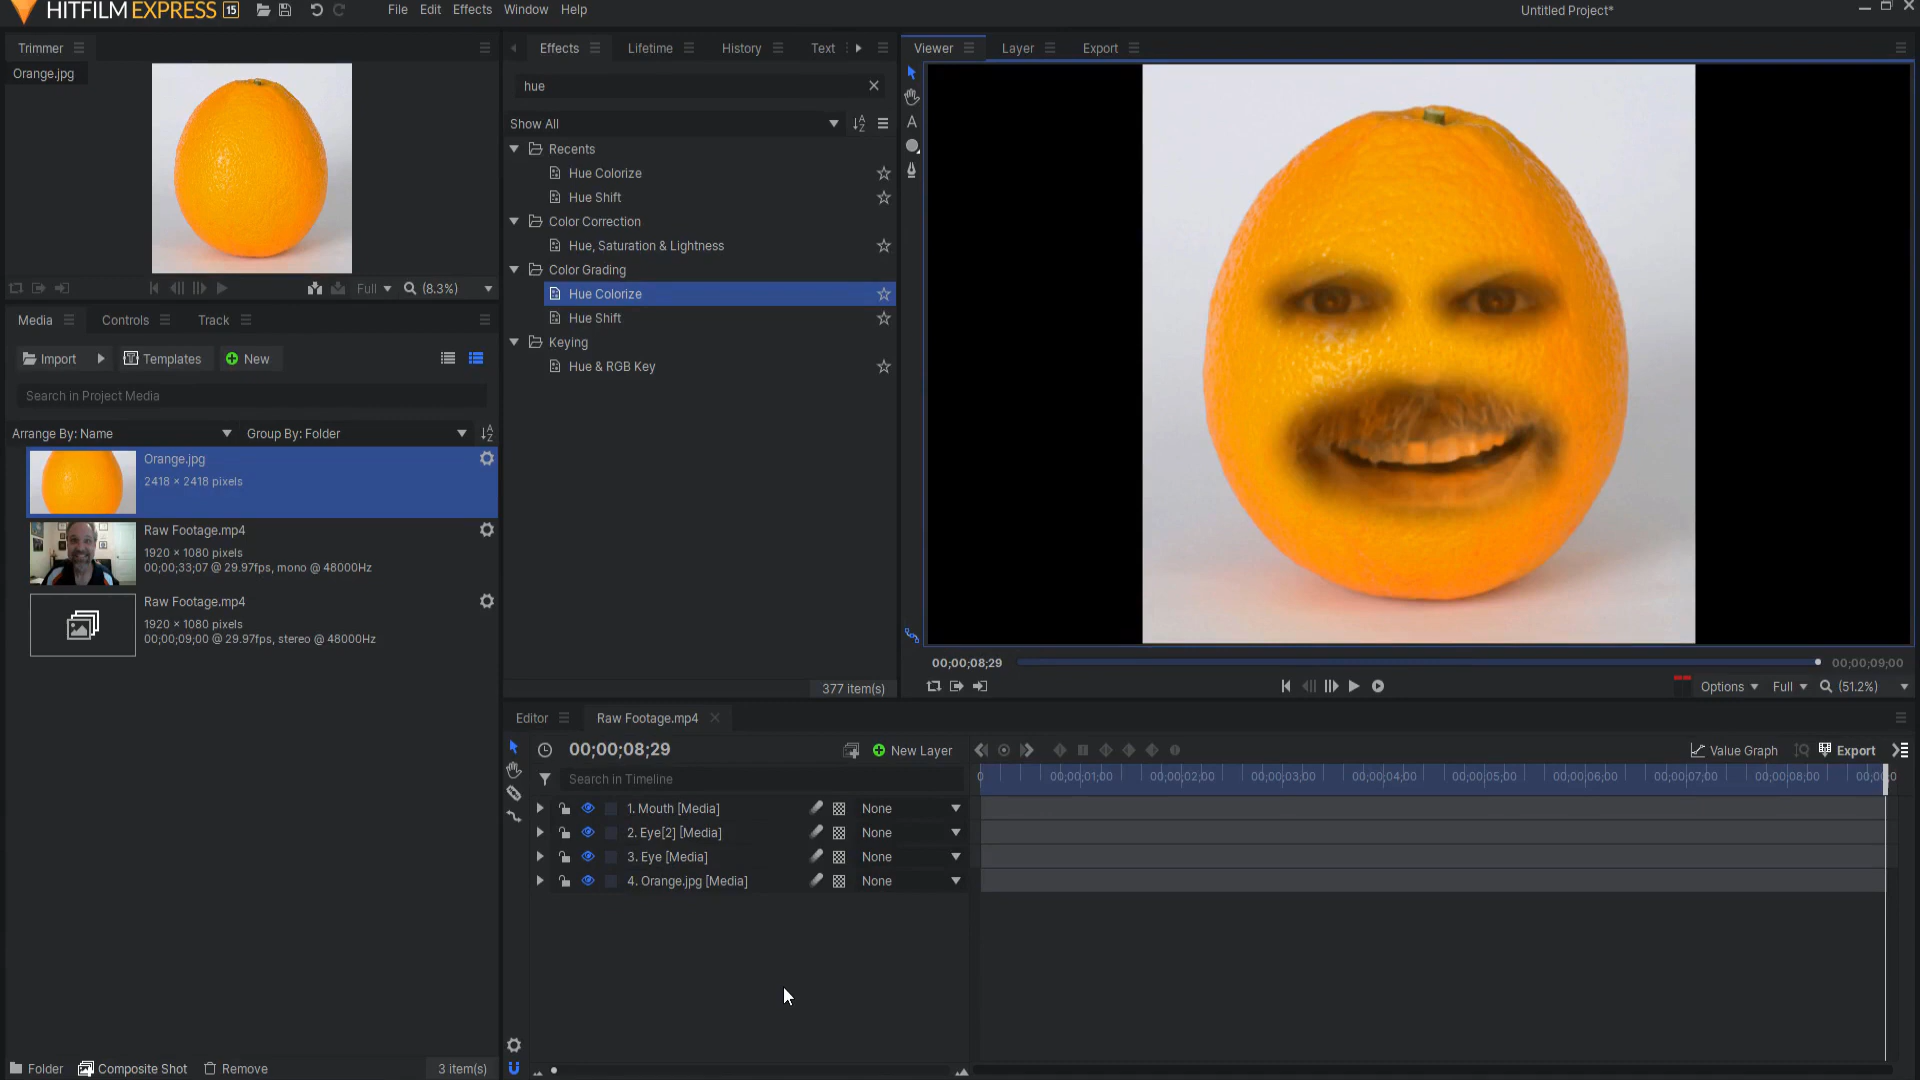 HITFILM EXPRESS 15
File Edit Effects Window Help
Untitled Project*
Trimmer
Orange.jpg
Full (8.3%)
Media Controls Track
Import Templates New
Search in Project Media
Arrange By: Name Group By: Folder
Orange.jpg
2418 × 2418 pixels
Raw Footage.mp4
1920 × 1080 pixels
00;00;33;07 @ 29.97fps, mono @ 48000Hz
Raw Footage.mp4
1920 × 1080 pixels
00;00;09;00 @ 29.97fps, stereo @ 48000Hz
Folder Composite Shot Remove 3 item(s)
Effects Lifetime History Text
hue
Show All
Recents
Hue Colorize
Hue Shift
Color Correction
Hue, Saturation & Lightness
Color Grading
Hue Colorize
Hue Shift
Keying
Hue & RGB Key
377 item(s)
Viewer Layer Export
A
00;00;08;29 00;00;09;00
Options Full (51.2%)
Editor Raw Footage.mp4
00;00;08;29 New Layer Value Graph Export
Search in Timeline
0 00;00;01;00 00;00;02;00 00;00;03;00 00;00;04;00 00;00;05;00 00;00;06;00 00;00;07;00 00;00;08;00
1. Mouth [Media] None
2. Eye[2] [Media] None
3. Eye [Media] None
4. Orange.jpg [Media] None